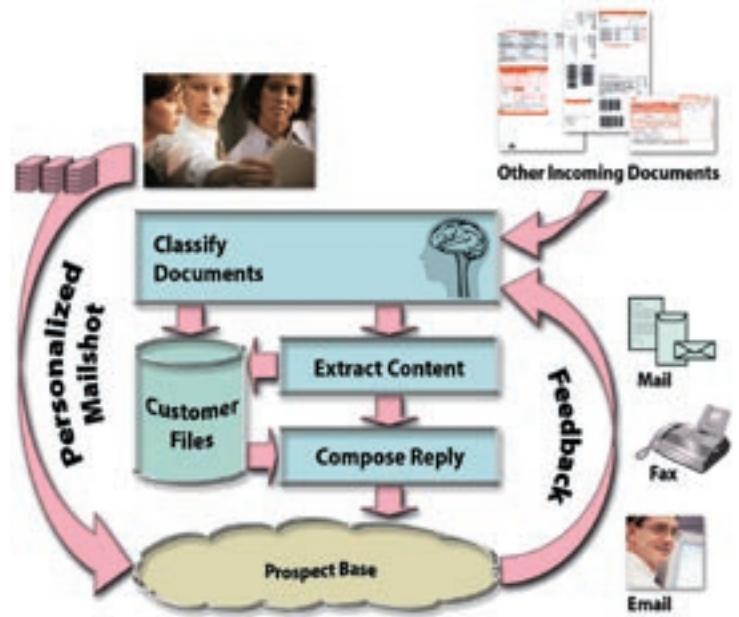 Other Incoming Documents
Classify
Documents
Personalized
Mailshot
Extract Content
Customer
Files
Compose Reply
Feedback
Mail
Fax
Prospect Base
Email